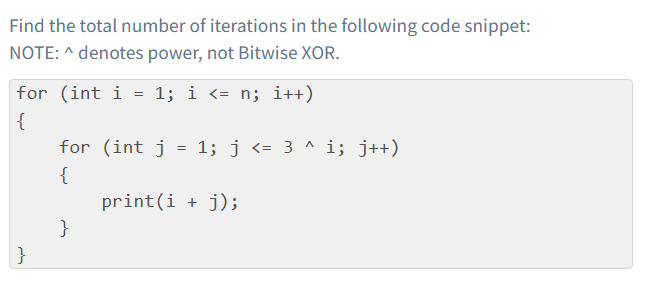 Find the total number of iterations in the following code snippet:
NOTE: ^ denotes power, not Bitwise XOR.
for (int i = 1; i <= n; i++)
{
    for (int j = 1; j <= 3 ^ i; j++)
    {
        print(i + j);
    }
}